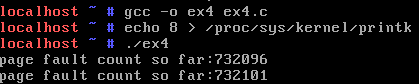 localhost ~ # gcc -o ex4 ex4.c
localhost ~ # echo 8 > /proc/sys/kernel/printk
localhost ~ # ./ex4
page fault count so far:732096
page fault count so far:732101